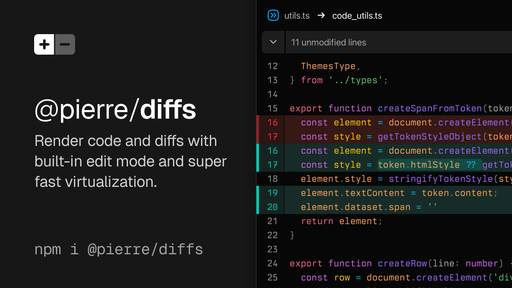 @pierre/diffs
Render code and diffs with
built-in edit mode and super
fast virtualization.
npm i @pierre/diffs
utils.ts → code_utils.ts
11 unmodified lines
12 ThemesType,
13 } from '../types';
14
15 export function createSpanFromToken(token
16 const element = document.createElement(
17 const style = getTokenStyleObject(token
16 const element = document.createElement(
17 const style = token.htmlStyle ?? getTok
18 element.style = stringifyTokenStyle(sty
19 element.textContent = token.content;
20 element.dataset.span = ''
21 return element;
22 }
23
24 export function createRow(line: number) {
25 const row = document.createElement('div